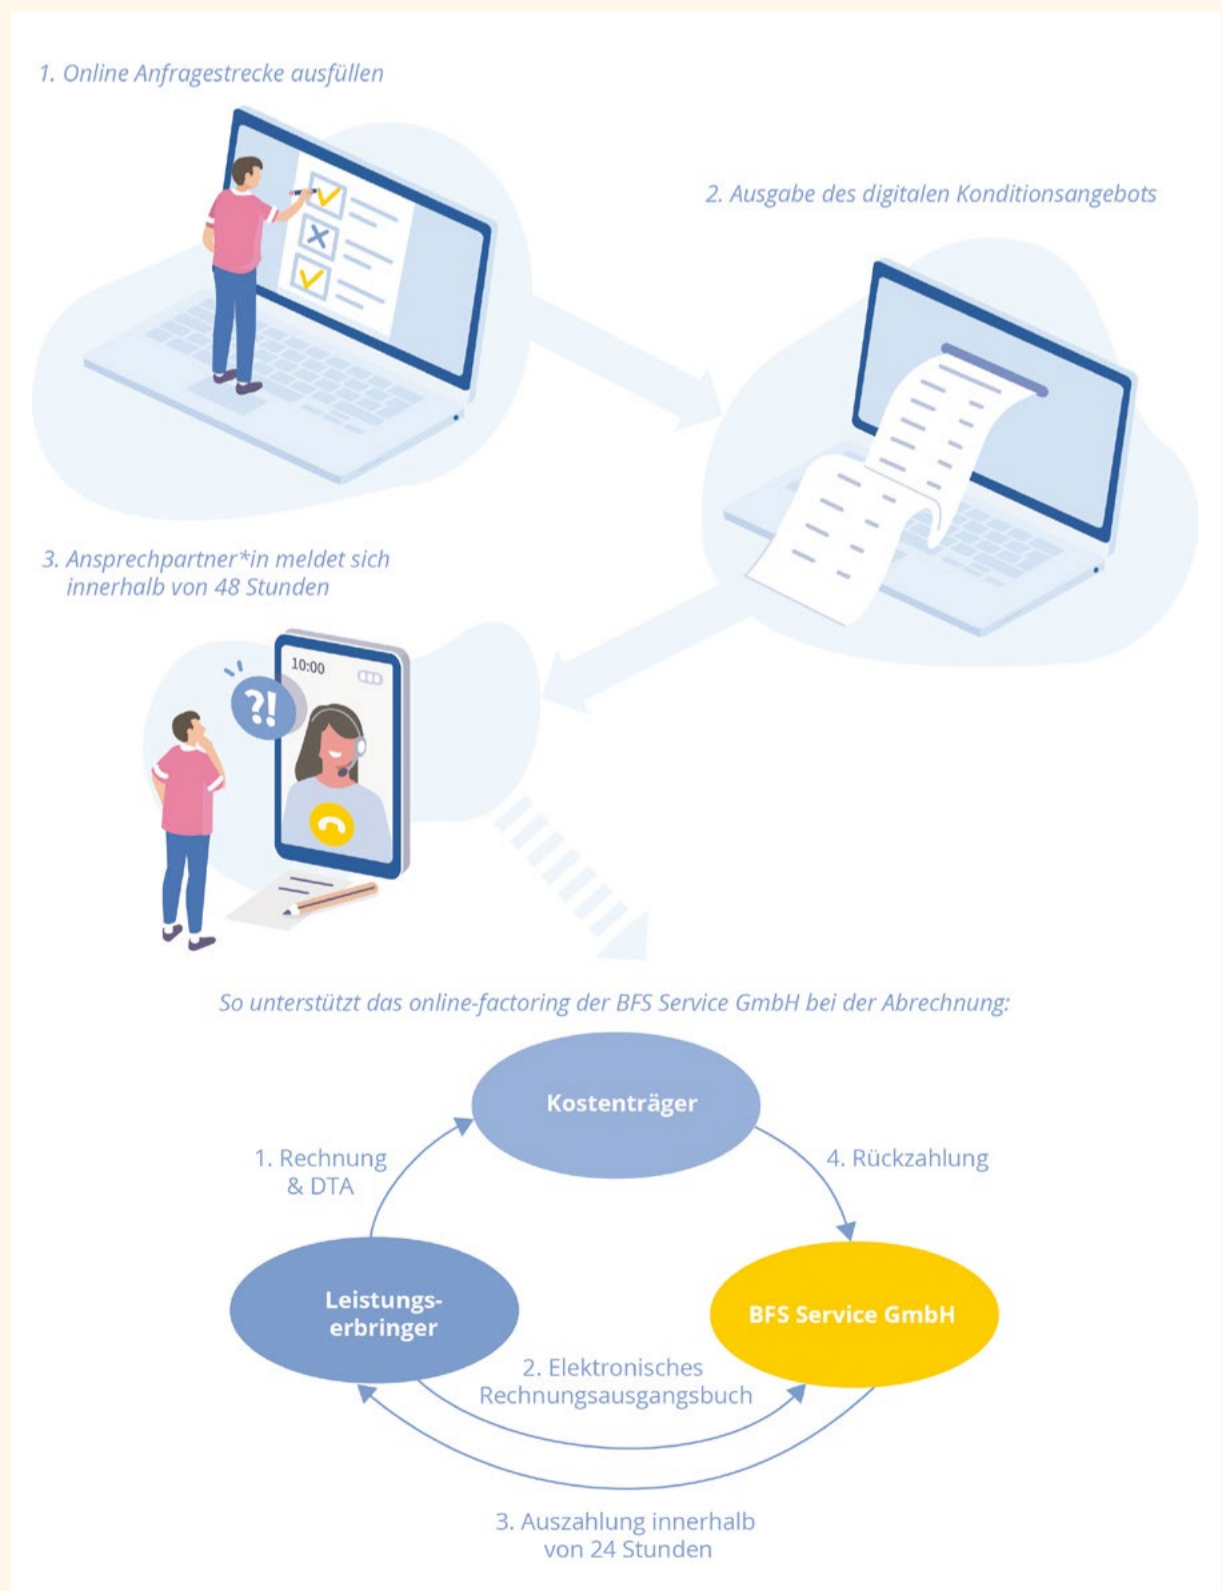 1. Online Anfragestrecke ausfüllen
2. Ausgabe des digitalen Konditionsangebots
3. Ansprechpartner*in meldet sich
innerhalb von 48 Stunden
10:00
?!
So unterstützt das online-factoring der BFS Service GmbH bei der Abrechnung:
Kostenträger
1. Rechnung
& DTA
4. Rückzahlung
Leistungs-
erbringer
BFS Service GmbH
2. Elektronisches
Rechnungsausgangsbuch
3. Auszahlung innerhalb
von 24 Stunden